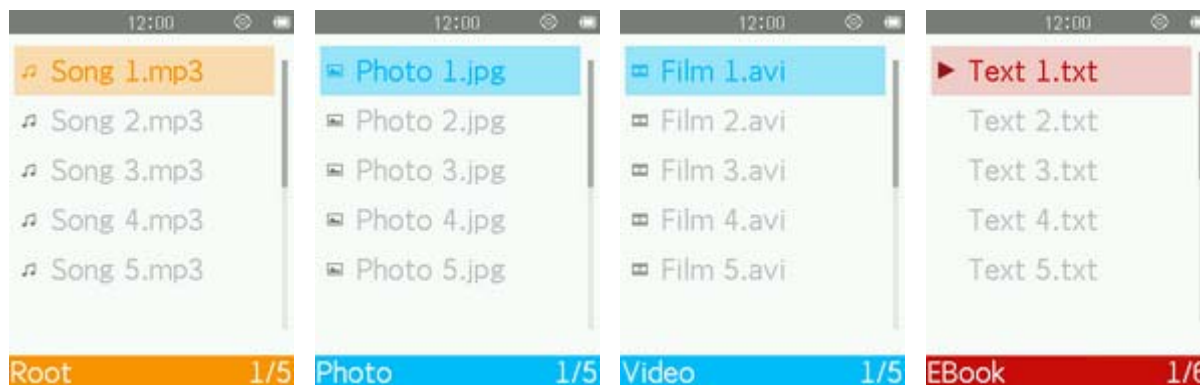 12:00
Song 1.mp3
Song 2.mp3
Song 3.mp3
Song 4.mp3
Song 5.mp3
Root 1/5
12:00
Photo 1.jpg
Photo 2.jpg
Photo 3.jpg
Photo 4.jpg
Photo 5.jpg
Photo 1/5
12:00
Film 1.avi
Film 2.avi
Film 3.avi
Film 4.avi
Film 5.avi
Video 1/5
12:00
Text 1.txt
Text 2.txt
Text 3.txt
Text 4.txt
Text 5.txt
EBook 1/6